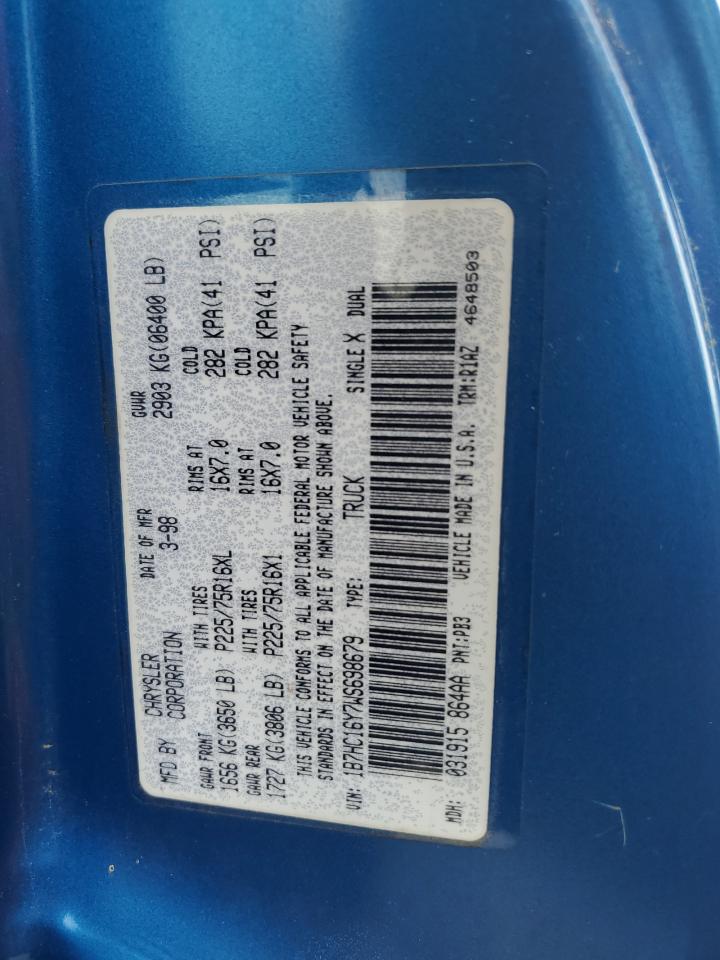 MFD BY CHRYSLER CORPORATION DATE OF MFR 3-98 GVWR 2903 KG(06400 LB)
GAWR FRONT WITH TIRES RIMS AT COLD
1656 KG(3650 LB) P225/75R16XL 16X7.0 282 KPA(41 PSI)
GAWR REAR WITH TIRES RIMS AT COLD
1727 KG(3806 LB) P225/75R16X1 16X7.0 282 KPA(41 PSI)
THIS VEHICLE CONFORMS TO ALL APPLICABLE FEDERAL MOTOR VEHICLE SAFETY
STANDARDS IN EFFECT ON THE DATE OF MANUFACTURE SHOWN ABOVE.
VIN: 1B7HC16Y7WS698679 TYPE: TRUCK SINGLE X DUAL
MDH: 031915 864AA PNT:PB3 VEHICLE MADE IN U.S.A. TRM:R1AZ 4648503